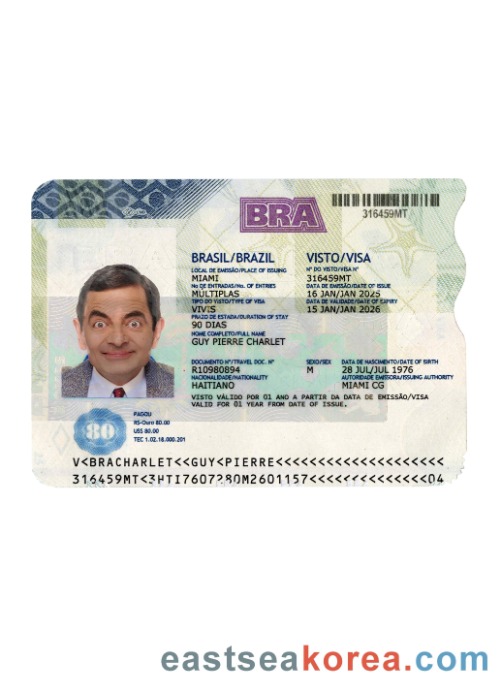 BRA
316459MT
BRASIL/BRAZIL VISTO/VISA
LOCAL DE EMISSÃO/PLACE OF ISSUING Nº DO VISTO/VISA Nº
MIAMI 316459MT
No DE ENTRADAS/No. OF ENTRIES DATA DE EMISSÃO/DATE OF ISSUE
MULTIPLAS 16 JAN/JAN 2025
TIPO DO VISTO/TYPE OF VISA DATA DE VALIDADE/DATE OF EXPIRY
VIVIS 15 JAN/JAN 2026
PRAZO DE ESTADA/DURATION OF STAY
90 DIAS
NOME COMPLETO/FULL NAME
GUY PIERRE CHARLET
DOCUMENTO Nº/TRAVEL DOC. Nº SEXO/SEX DATA DE NASCIMENTO/DATE OF BIRTH
R10980894 M 28 JUL/JUL 1976
NACIONALIDADE/NATIONALITY AUTORIDADE EMISSORA/ISSUING AUTHORITY
HAITIANO MIAMI CG
VISTO VÁLIDO POR 01 ANO A PARTIR DA DATA DE EMISSÃO/VISA
VALID FOR 01 YEAR FROM DATE OF ISSUE.
80
PAGOU
R$-Ouro 80.00
US$ 80.00
TEC 1.02.18.000.201
V<BRACHARLET<<GUY<PIERRE<<<<<<<<<<<<<<<<<<<<
316459MT<3HTI7607280M2601157<<<<<<<<<<<<<<04
eastseakorea.com